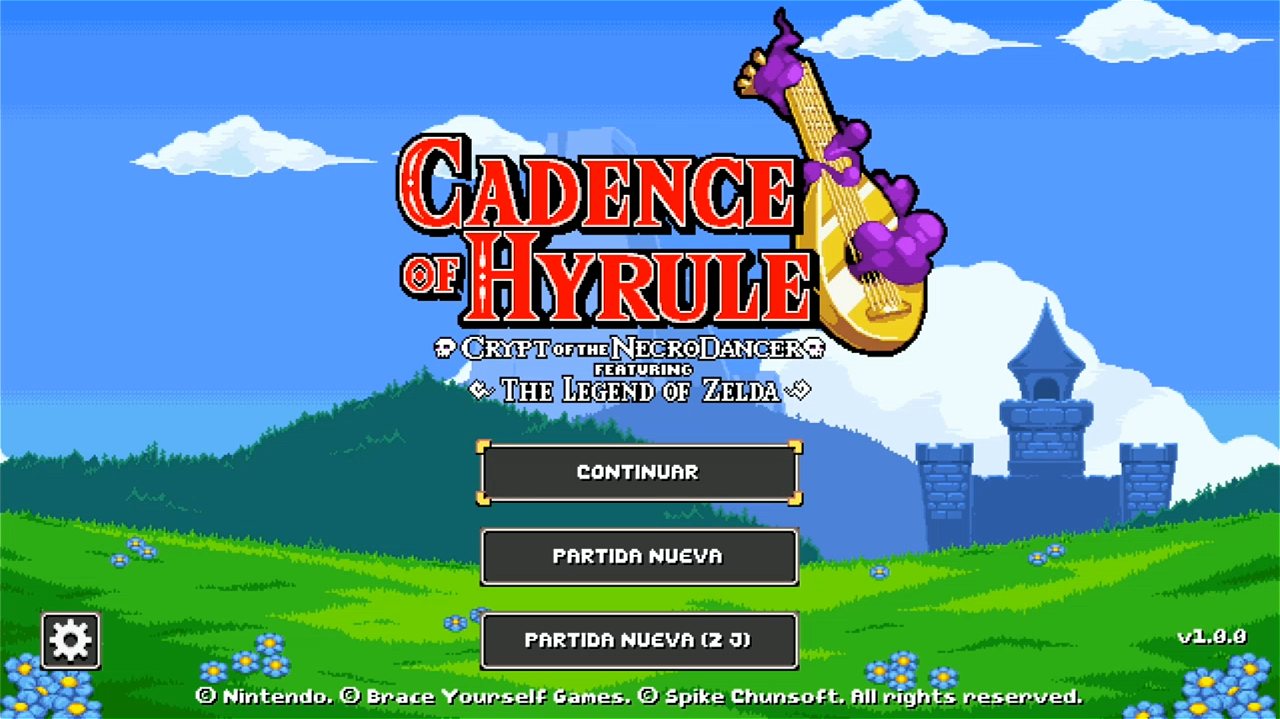 CADENCE
OF HYRULE
CRYPT OF THE NECRODANCER
FEATURING
THE LEGEND OF ZELDA
CONTINUAR
PARTIDA NUEVA
PARTIDA NUEVA (2 J)
v1.0.0
© Nintendo. © Brace Yourself Games. © Spike Chunsoft. All rights reserved.